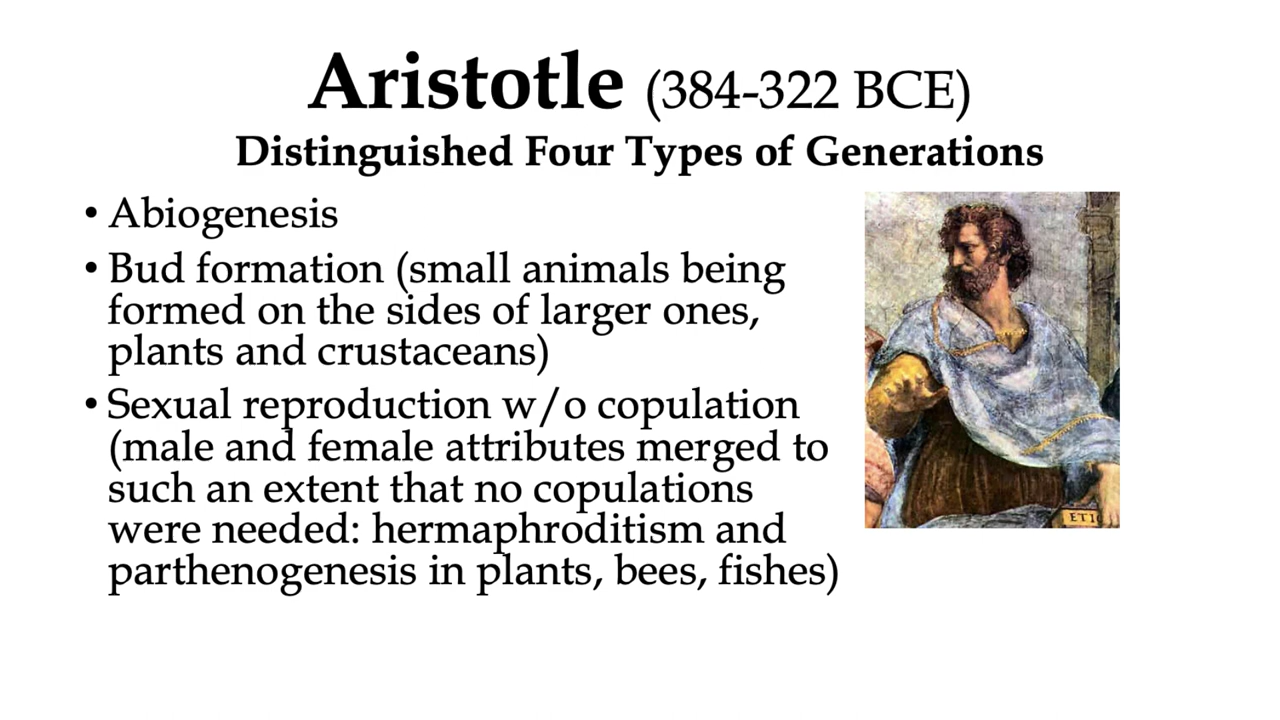 Aristotle (384-322 BCE)
Distinguished Four Types of Generations
• Abiogenesis
• Bud formation (small animals being
formed on the sides of larger ones,
plants and crustaceans)
• Sexual reproduction w/o copulation
(male and female attributes merged to
such an extent that no copulations
were needed: hermaphroditism and
parthenogenesis in plants, bees, fishes)
ETI